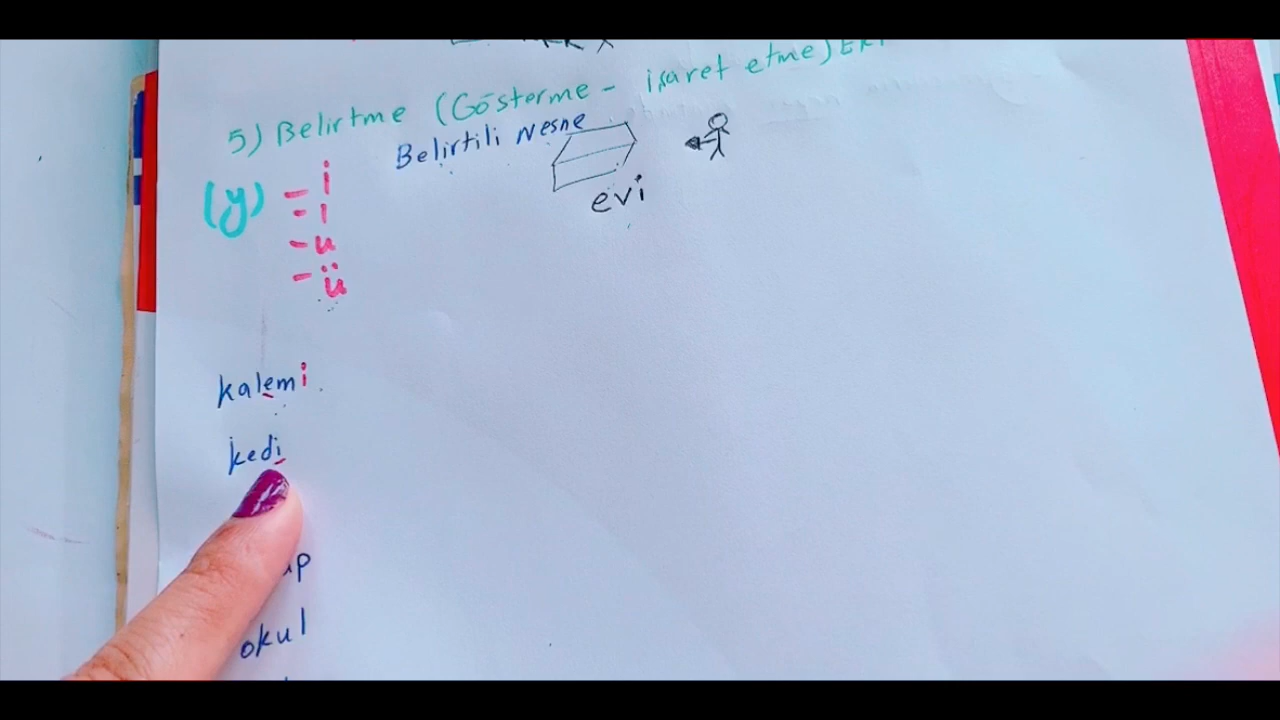 5) Belirtme (Gösterme - işaret etme) EKİ
Belirtili Nesne
(y) -i
-ı
-u
-ü
evi
kalemi
kedi
okul